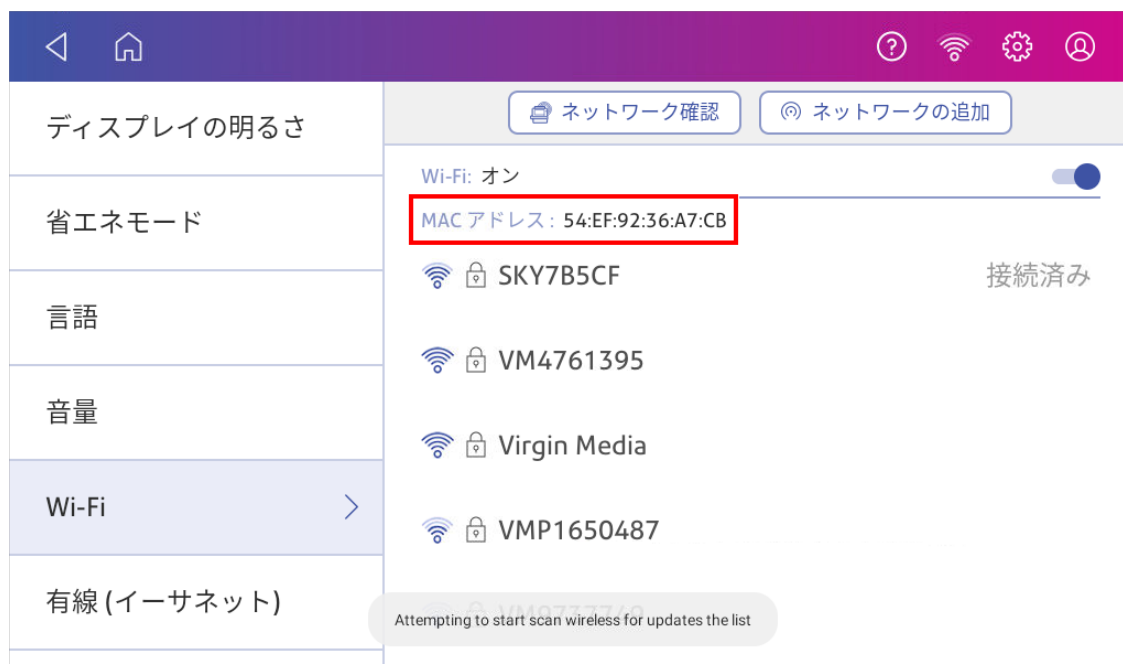 ネットワーク確認
ネットワークの追加
ディスプレイの明るさ
省エネモード
言語
音量
Wi-Fi
有線 (イーサネット)
Wi-Fi: オン
MAC アドレス : 54:EF:92:36:A7:CB
SKY7B5CF 接続済み
VM4761395
Virgin Media
VMP1650487
VM9737749
Attempting to start scan wireless for updates the list